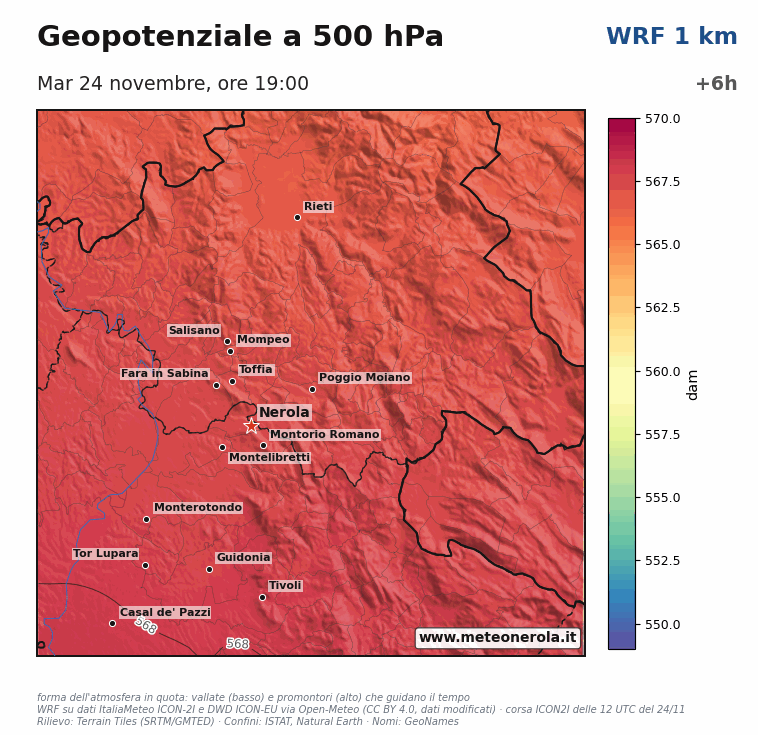 Geopotenziale a 500 hPa
WRF 1 km
Mar 24 novembre, ore 19:00
+6h
570.0
567.5
565.0
562.5
560.0
557.5
555.0
552.5
550.0
dam
Rieti
Salisano
Mompeo
Toffia
Fara in Sabina
Poggio Moiano
Nerola
Montorio Romano
Montelibretti
Monterotondo
Tor Lupara
Guidonia
Tivoli
Casal de' Pazzi
568
568
www.meteonerola.it
forma dell'atmosfera in quota: vallate (basso) e promontori (alto) che guidano il tempo
WRF su dati ItaliaMeteo ICON-2I e DWD ICON-EU via Open-Meteo (CC BY 4.0, dati modificati) · corsa ICON2I delle 12 UTC del 24/11
Rilievo: Terrain Tiles (SRTM/GMTED) · Confini: ISTAT, Natural Earth · Nomi: GeoNames